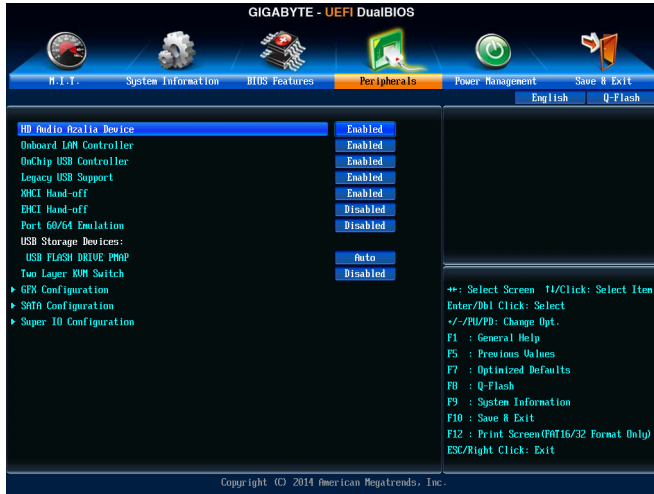 GIGABYTE - UEFI DualBIOS
M.I.T. System Information BIOS Features Peripherals Power Management Save & Exit
English Q-Flash
HD Audio Azalia Device Enabled
Onboard LAN Controller Enabled
OnChip USB Controller Enabled
Legacy USB Support Enabled
XHCI Hand-off Enabled
EHCI Hand-off Disabled
Port 60/64 Emulation Disabled
USB Storage Devices:
USB FLASH DRIVE PMAP Auto
Two Layer KVM Switch Disabled
GFX Configuration
SATA Configuration
Super IO Configuration
→←: Select Screen ↑↓/Click: Select Item
Enter/Dbl Click: Select
+/-/PU/PD: Change Opt.
F1 : General Help
F5 : Previous Values
F7 : Optimized Defaults
F8 : Q-Flash
F9 : System Information
F10 : Save & Exit
F12 : Print Screen(FAT16/32 Format Only)
ESC/Right Click: Exit
Copyright (C) 2014 American Megatrends, Inc.